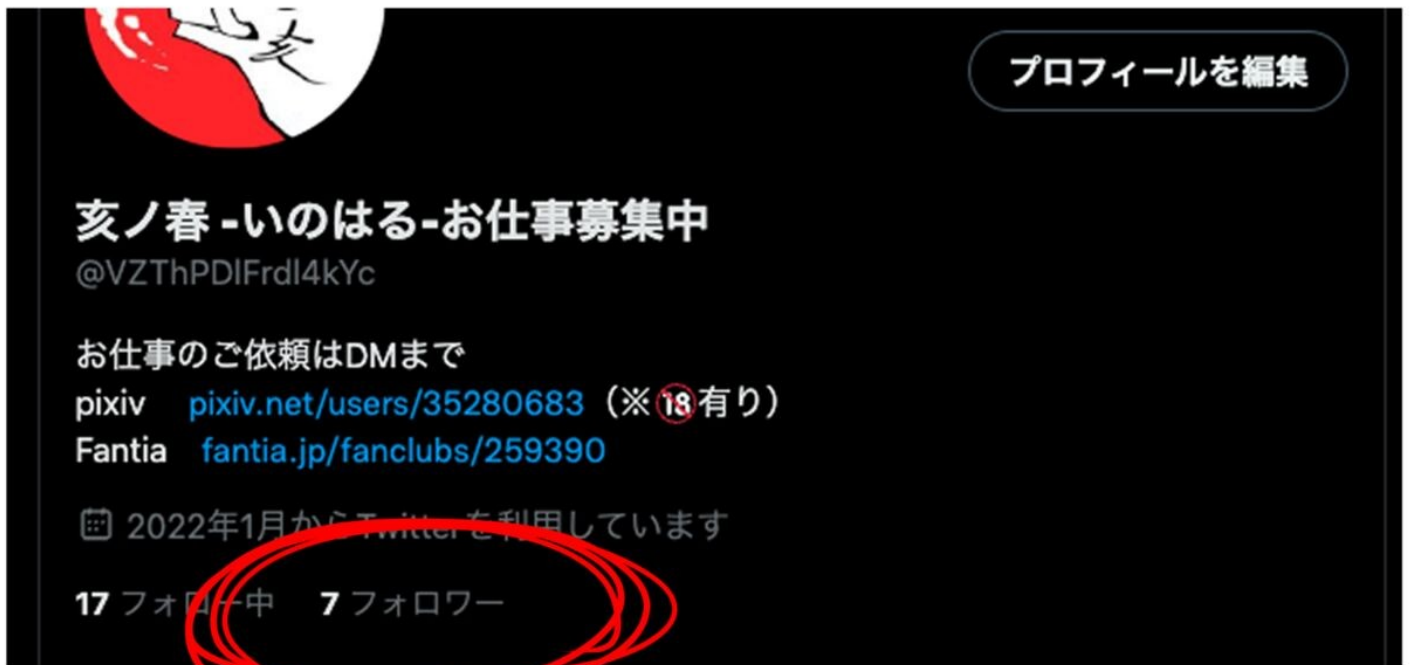 亥
プロフィールを編集
亥ノ春 -いのはる-お仕事募集中
@VZThPDlFrdl4kYc
お仕事のご依頼はDMまで
pixiv pixiv.net/users/35280683（※🔞有り）
Fantia fantia.jp/fanclubs/259390
2022年1月からTwitterを利用しています
17 フォロー中 7 フォロワー